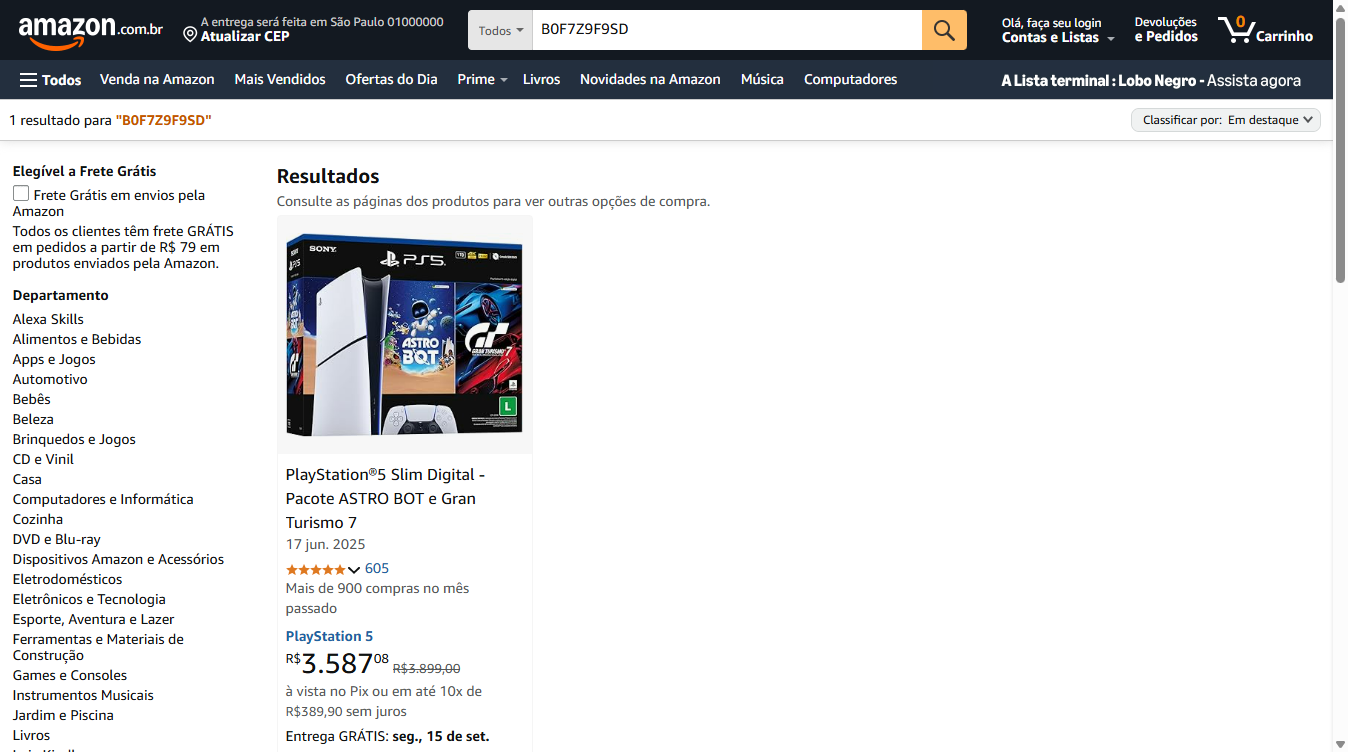 amazon.com.br
A entrega será feita em São Paulo 01000000
Atualizar CEP
Todos
B0F7Z9F9SD
Olá, faça seu login
Contas e Listas
Devoluções
e Pedidos
0
Carrinho
Todos
Venda na Amazon
Mais Vendidos
Ofertas do Dia
Prime
Livros
Novidades na Amazon
Música
Computadores
A Lista terminal : Lobo Negro - Assista agora
1 resultado para "B0F7Z9F9SD"
Classificar por: Em destaque
Elegível a Frete Grátis
Frete Grátis em envios pela
Amazon
Todos os clientes têm frete GRÁTIS
em pedidos a partir de R$ 79 em
produtos enviados pela Amazon.
Departamento
Alexa Skills
Alimentos e Bebidas
Apps e Jogos
Automotivo
Bebês
Beleza
Brinquedos e Jogos
CD e Vinil
Casa
Computadores e Informática
Cozinha
DVD e Blu-ray
Dispositivos Amazon e Acessórios
Eletrodomésticos
Eletrônicos e Tecnologia
Esporte, Aventura e Lazer
Ferramentas e Materiais de
Construção
Games e Consoles
Instrumentos Musicais
Jardim e Piscina
Livros
Resultados
Consulte as páginas dos produtos para ver outras opções de compra.
SONY
PS5
1TB
ASTRO
BOT
GT
GRAN TURISMO 7
L
PlayStation®5 Slim Digital -
Pacote ASTRO BOT e Gran
Turismo 7
17 jun. 2025
605
Mais de 900 compras no mês
passado
PlayStation 5
R$3.58708 R$3.899,00
à vista no Pix ou em até 10x de
R$389,90 sem juros
Entrega GRÁTIS: seg., 15 de set.